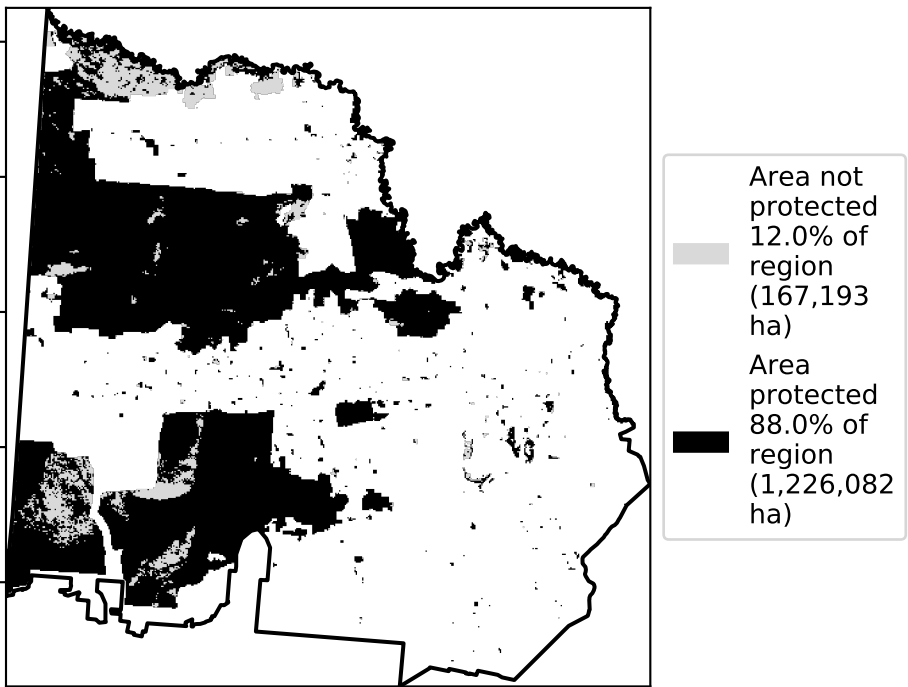 Area not
protected
12.0% of
region
(167,193
ha)
Area
protected
88.0% of
region
(1,226,082
ha)